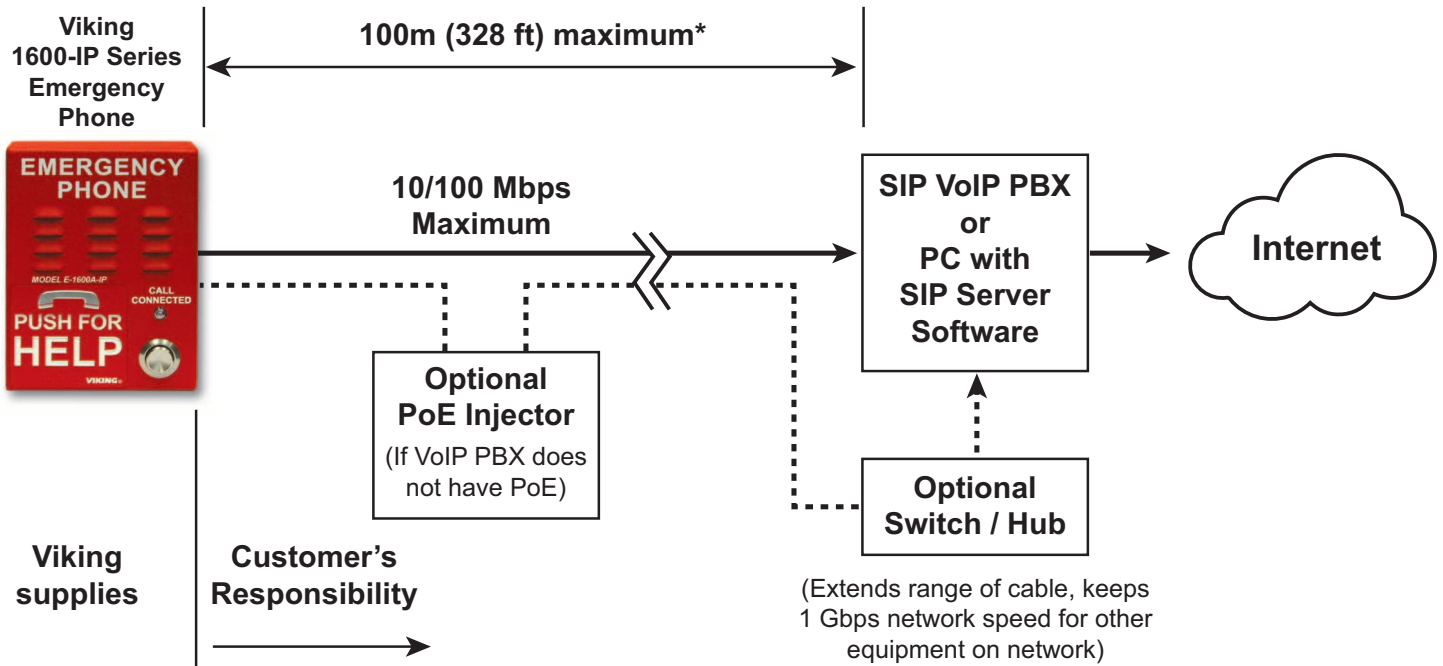 Viking
1600-IP Series
Emergency
Phone
100m (328 ft) maximum*
EMERGENCY
PHONE
MODEL E-1600A-IP
CALL
CONNECTED
PUSH FOR
HELP
VIKING®
10/100 Mbps
Maximum
SIP VoIP PBX
or
PC with
SIP Server
Software
Internet
Optional
PoE Injector
(If VoIP PBX does
not have PoE)
Optional
Switch / Hub
(Extends range of cable, keeps
1 Gbps network speed for other
equipment on network)
Viking
supplies
Customer's
Responsibility